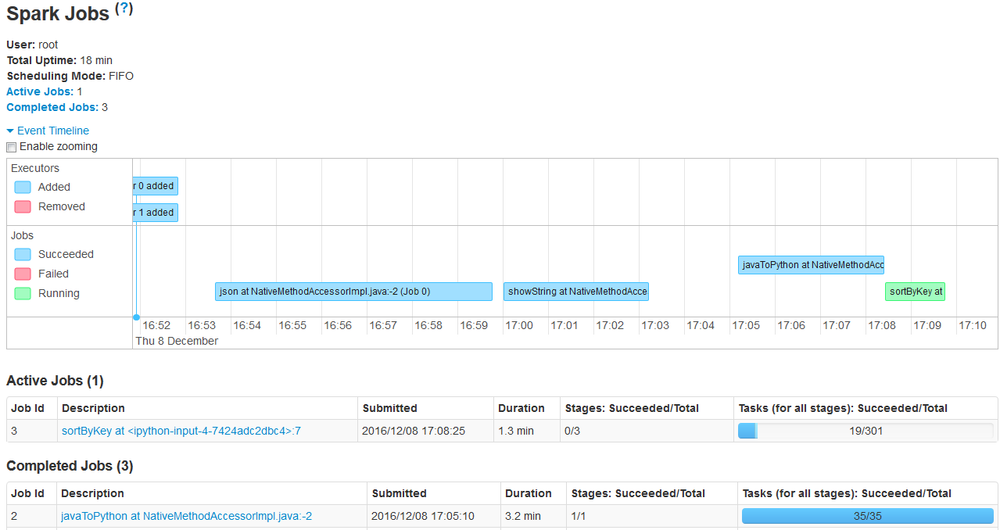 Spark Jobs (?)
User: root
Total Uptime: 18 min
Scheduling Mode: FIFO
Active Jobs: 1
Completed Jobs: 3
Event Timeline
Enable zooming
Executors
Added
Removed
r 0 added
r 1 added
Jobs
Succeeded
Failed
Running
javaToPython at NativeMethodAcc
json at NativeMethodAccessorImpl.java:-2 (Job 0)
showString at NativeMethodAcce
sortByKey at
16:52 16:53 16:54 16:55 16:56 16:57 16:58 16:59 17:00 17:01 17:02 17:03 17:04 17:05 17:06 17:07 17:08 17:09 17:10
Thu 8 December
Active Jobs (1)
Job Id Description Submitted Duration Stages: Succeeded/Total Tasks (for all stages): Succeeded/Total
3 sortByKey at <ipython-input-4-7424adc2dbc4>:7 2016/12/08 17:08:25 1.3 min 0/3 19/301
Completed Jobs (3)
Job Id Description Submitted Duration Stages: Succeeded/Total Tasks (for all stages): Succeeded/Total
2 javaToPython at NativeMethodAccessorImpl.java:-2 2016/12/08 17:05:10 3.2 min 1/1 35/35